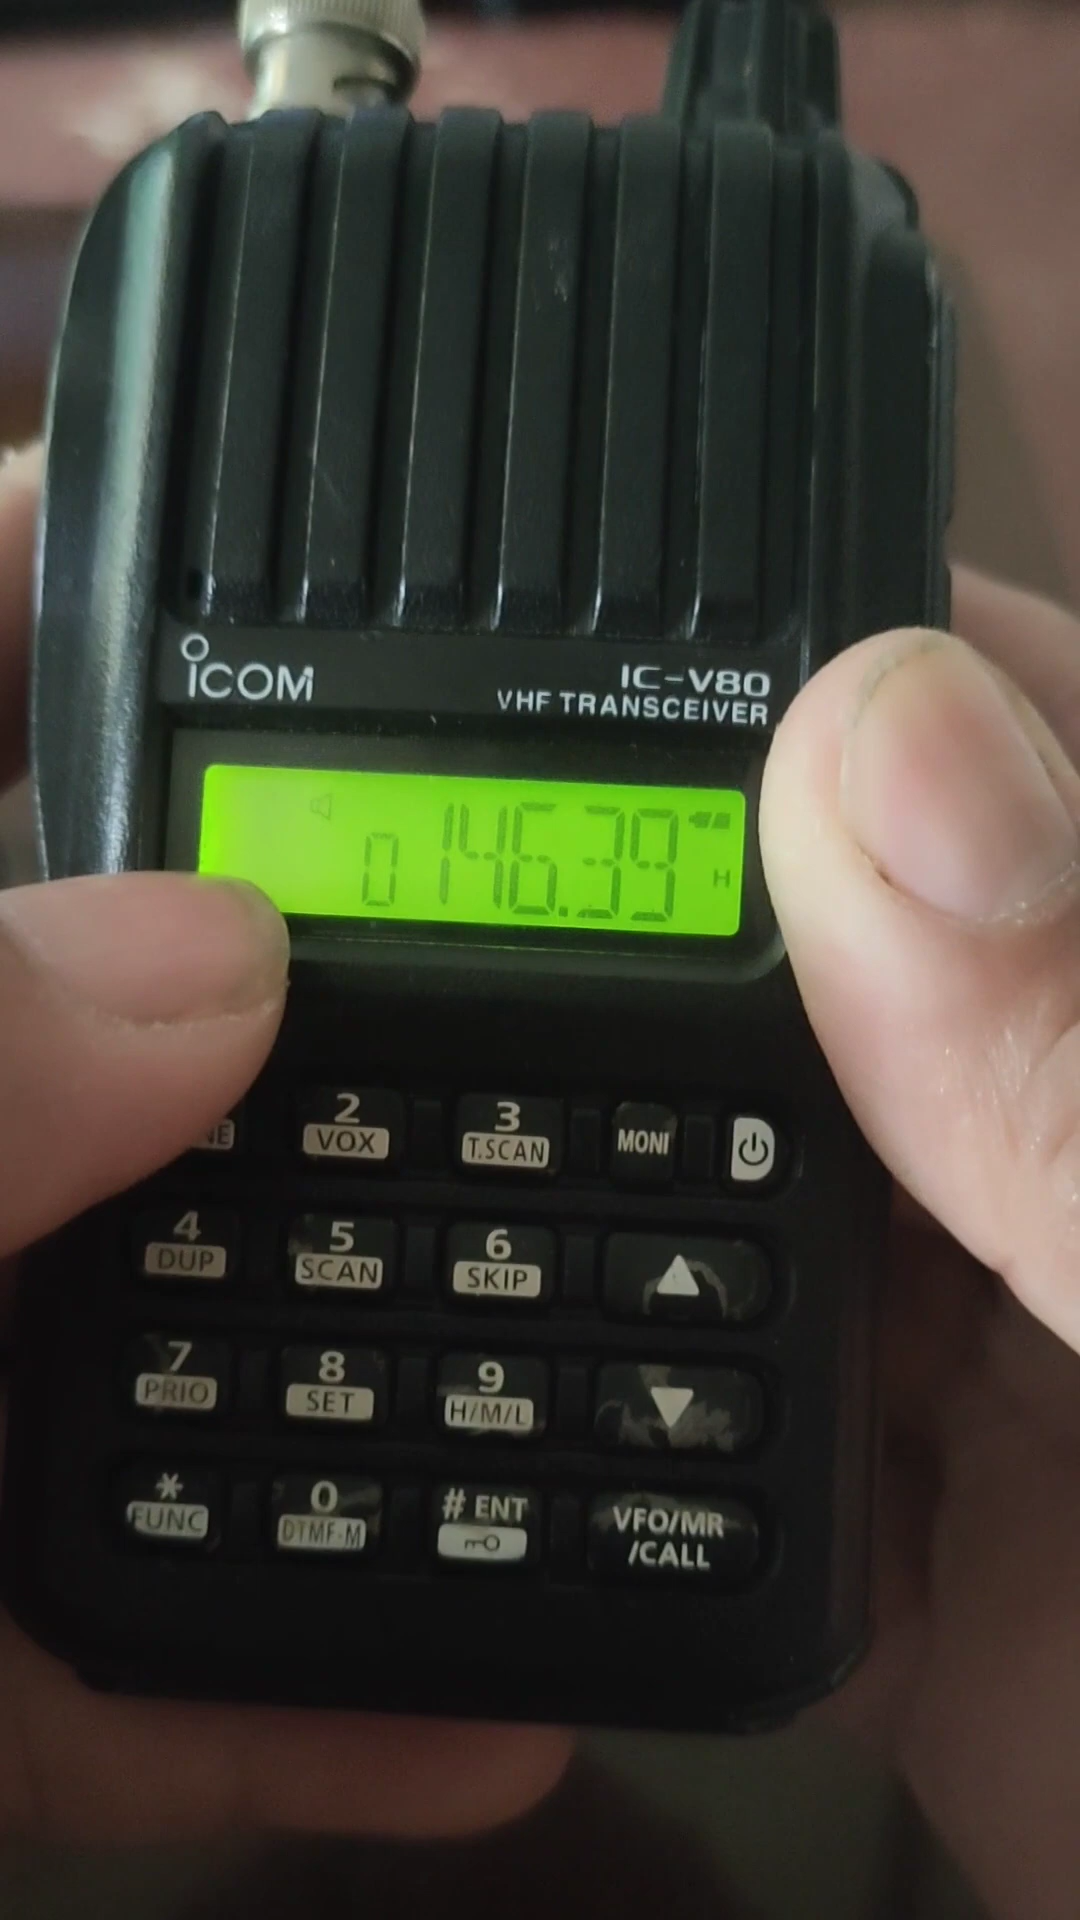 ICOM
IC-V80
VHF TRANSCEIVER
0 146.39
H
2 3
VOX T.SCAN MONI
4 5 6
DUP SCAN SKIP
7 8 9
PRIO SET H/M/L
* 0 # ENT VFO/MR
FUNC DTMF-M /CALL